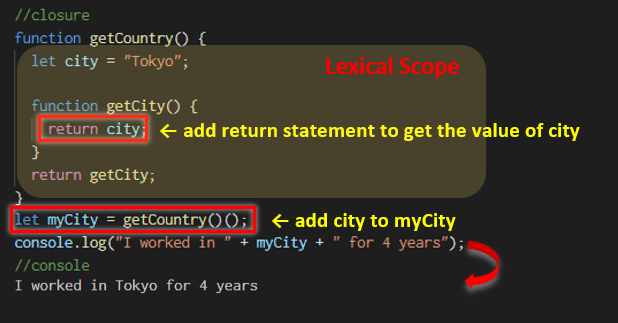 //closure
function getCountry() {
let city = "Tokyo";
Lexical Scope
function getCity() {
return city; ← add return statement to get the value of city
}
return getCity;
}
let myCity = getCountry()(); ← add city to myCity
console.log("I worked in " + myCity + " for 4 years");
//console
I worked in Tokyo for 4 years